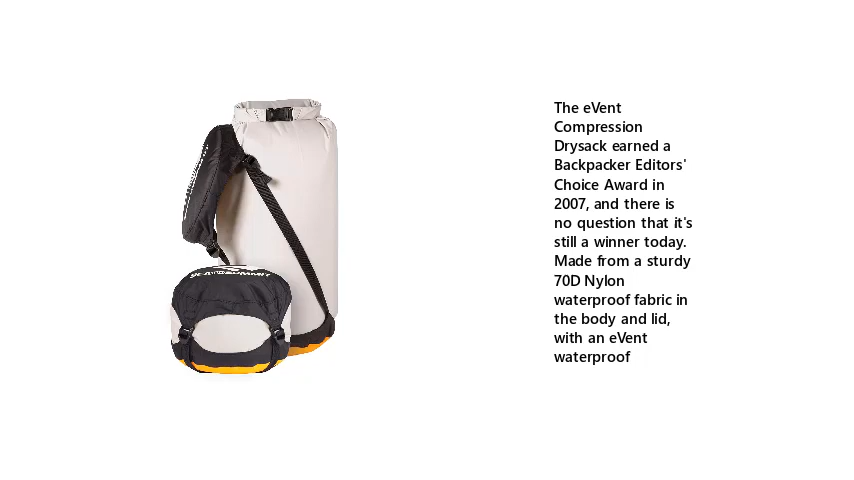 The eVent
Compression
Drysack earned a
Backpacker Editors'
Choice Award in
2007, and there is
no question that it's
still a winner today.
Made from a sturdy
70D Nylon
waterproof fabric in
the body and lid,
with an eVent
waterproof